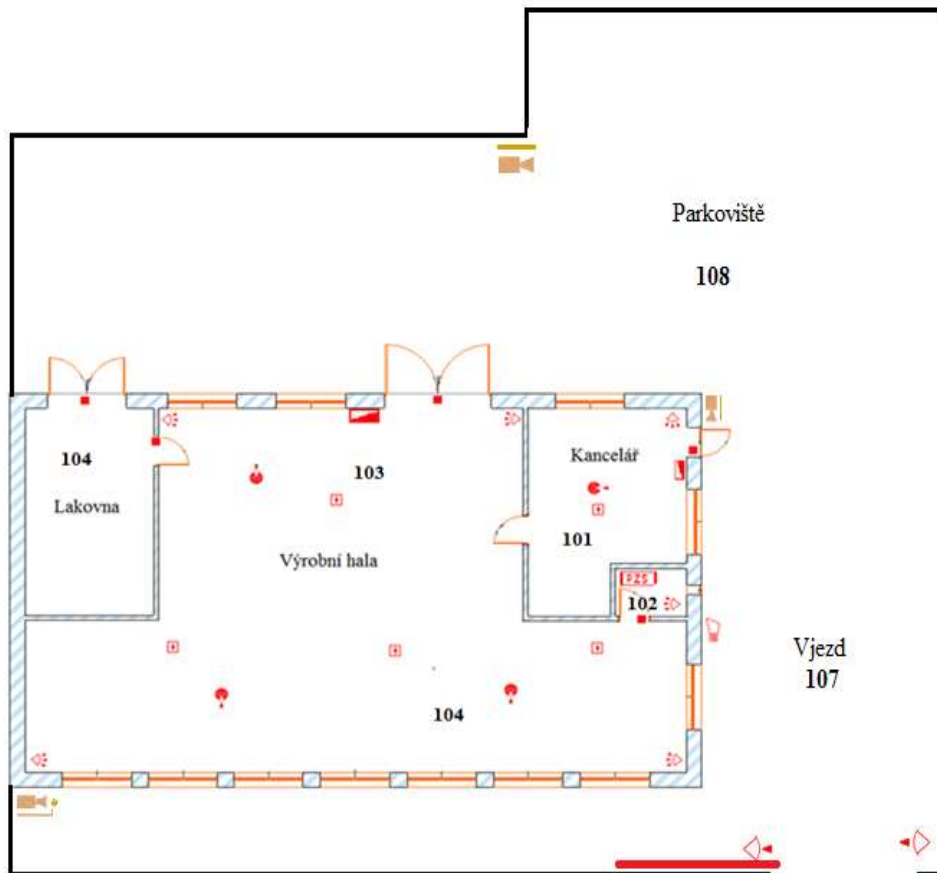 Parkoviště
108
104
Lakovna
103
Výrobní hala
Kancelář
101
PZS
102
Vjezd
107
104